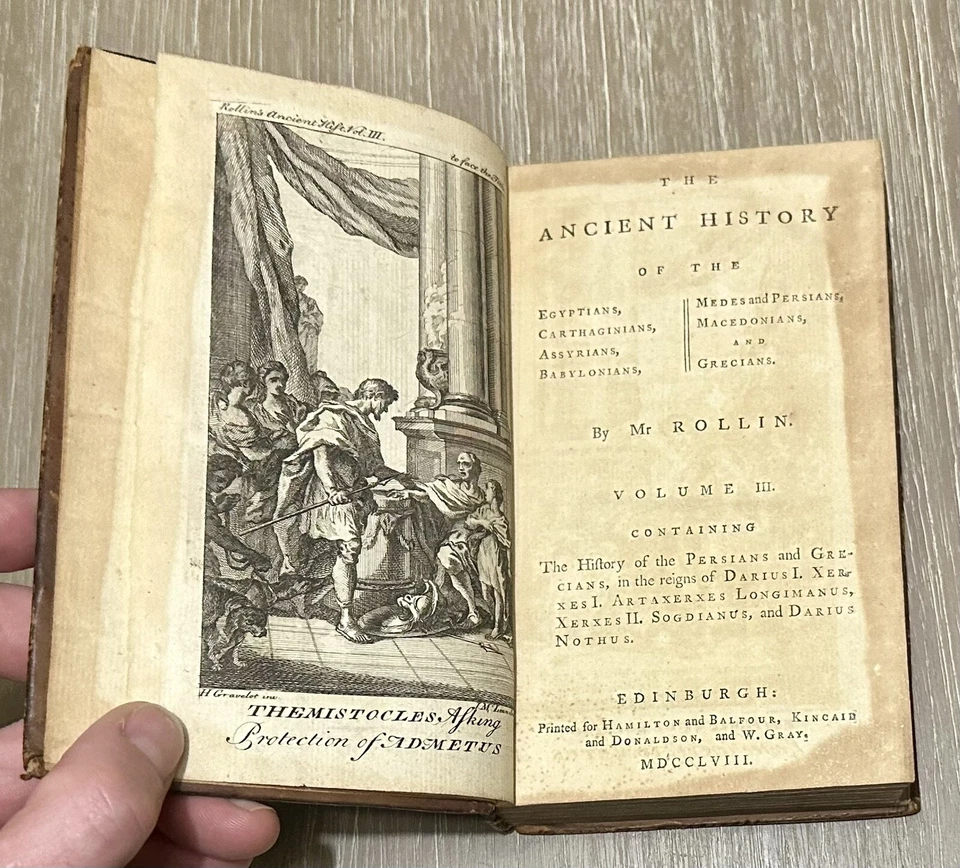 Rollin's Ancient Hiſt. Vol. III.
to face the
H Gravelot inv.
THEMISTOCLES Aſking
Protection of ADMETUS
THE
ANCIENT HISTORY
OF THE
EGYPTIANS,
CARTHAGINIANS,
ASSYRIANS,
BABYLONIANS,
MEDES and PERSIANS,
MACEDONIANS,
AND
GRECIANS.
By Mr ROLLIN.
VOLUME III.
CONTAINING
The Hiſtory of the PERSIANS and GRE-
CIANS, in the reigns of DARIUS I. XER-
XES I. ARTAXERXES LONGIMANUS,
XERXES II. SOGDIANUS, and DARIUS
NOTHUS.
EDINBURGH:
Printed for HAMILTON and BALFOUR, KINCAID
and DONALDSON, and W. GRAY.
MDCCLVIII.